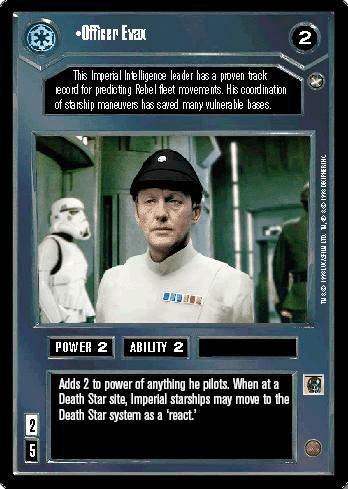 •Officer Evax
2
This Imperial Intelligence leader has a proven track
record for predicting Rebel fleet movements. His coordination
of starship maneuvers has saved many vulnerable bases.
POWER 2 ABILITY 2
Adds 2 to power of anything he pilots. When at a
Death Star site, Imperial starships may move to the
Death Star system as a 'react.'
2
5